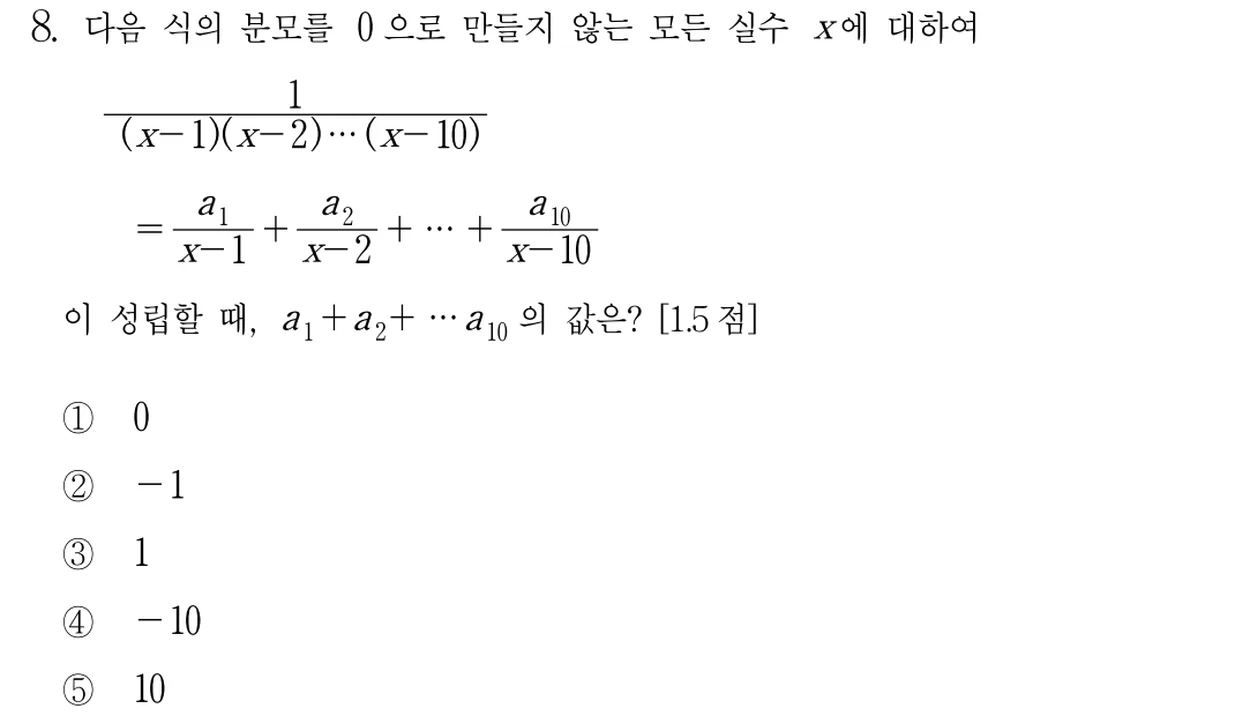 8. 다음 식의 분모를 0으로 만들지 않는 모든 실수 x에 대하여
1
(x-1)(x-2)⋯(x-10)
= a₁/(x-1) + a₂/(x-2) + ⋯ + a₁₀/(x-10)
이 성립할 때, a₁+a₂+ ⋯ a₁₀의 값은? [1.5점]
① 0
② -1
③ 1
④ -10
⑤ 10